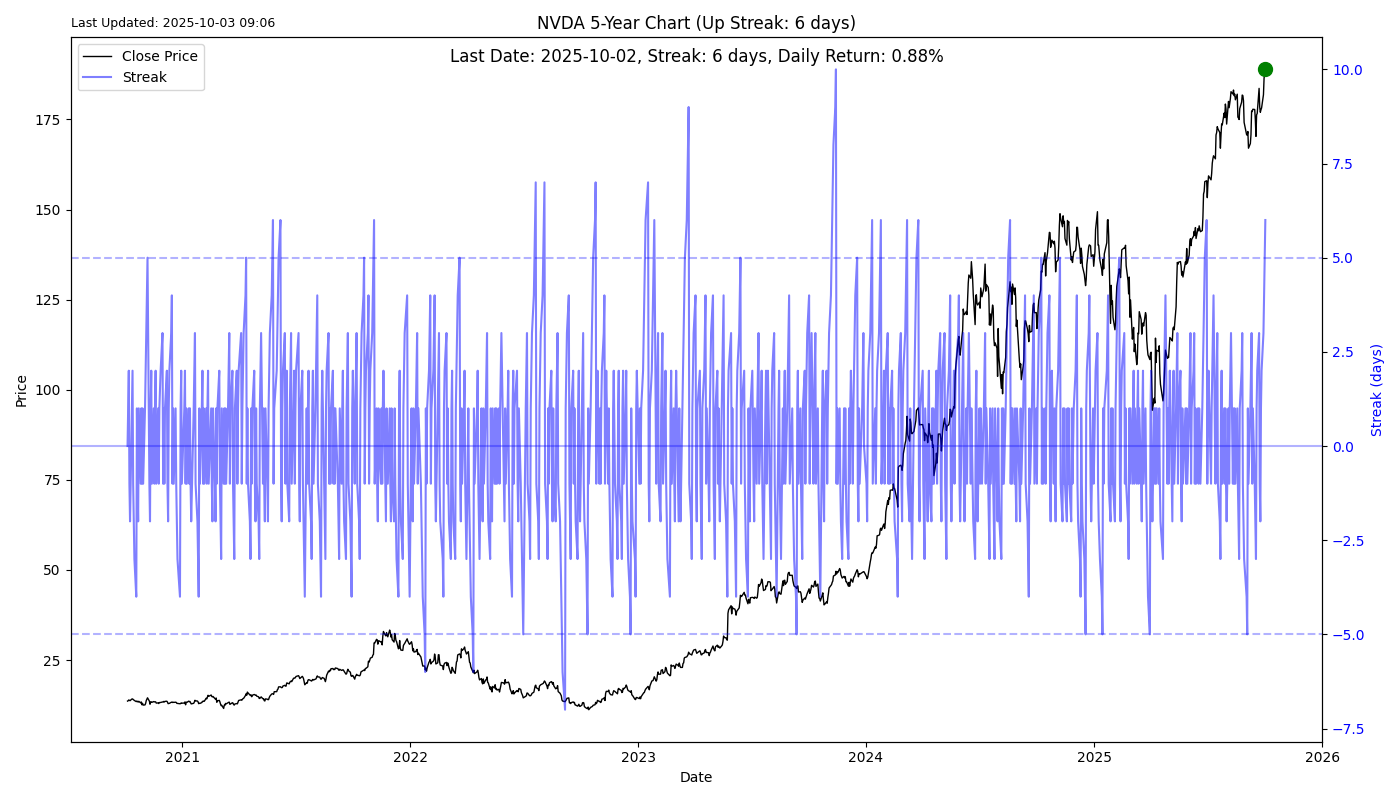 Last Updated: 2025-10-03 09:06
NVDA 5-Year Chart (Up Streak: 6 days)
Last Date: 2025-10-02, Streak: 6 days, Daily Return: 0.88%
Close Price
Streak
175
150
125
100
75
50
25
Price
10.0
7.5
5.0
2.5
0.0
−2.5
−5.0
−7.5
Streak (days)
2021
2022
2023
2024
2025
2026
Date